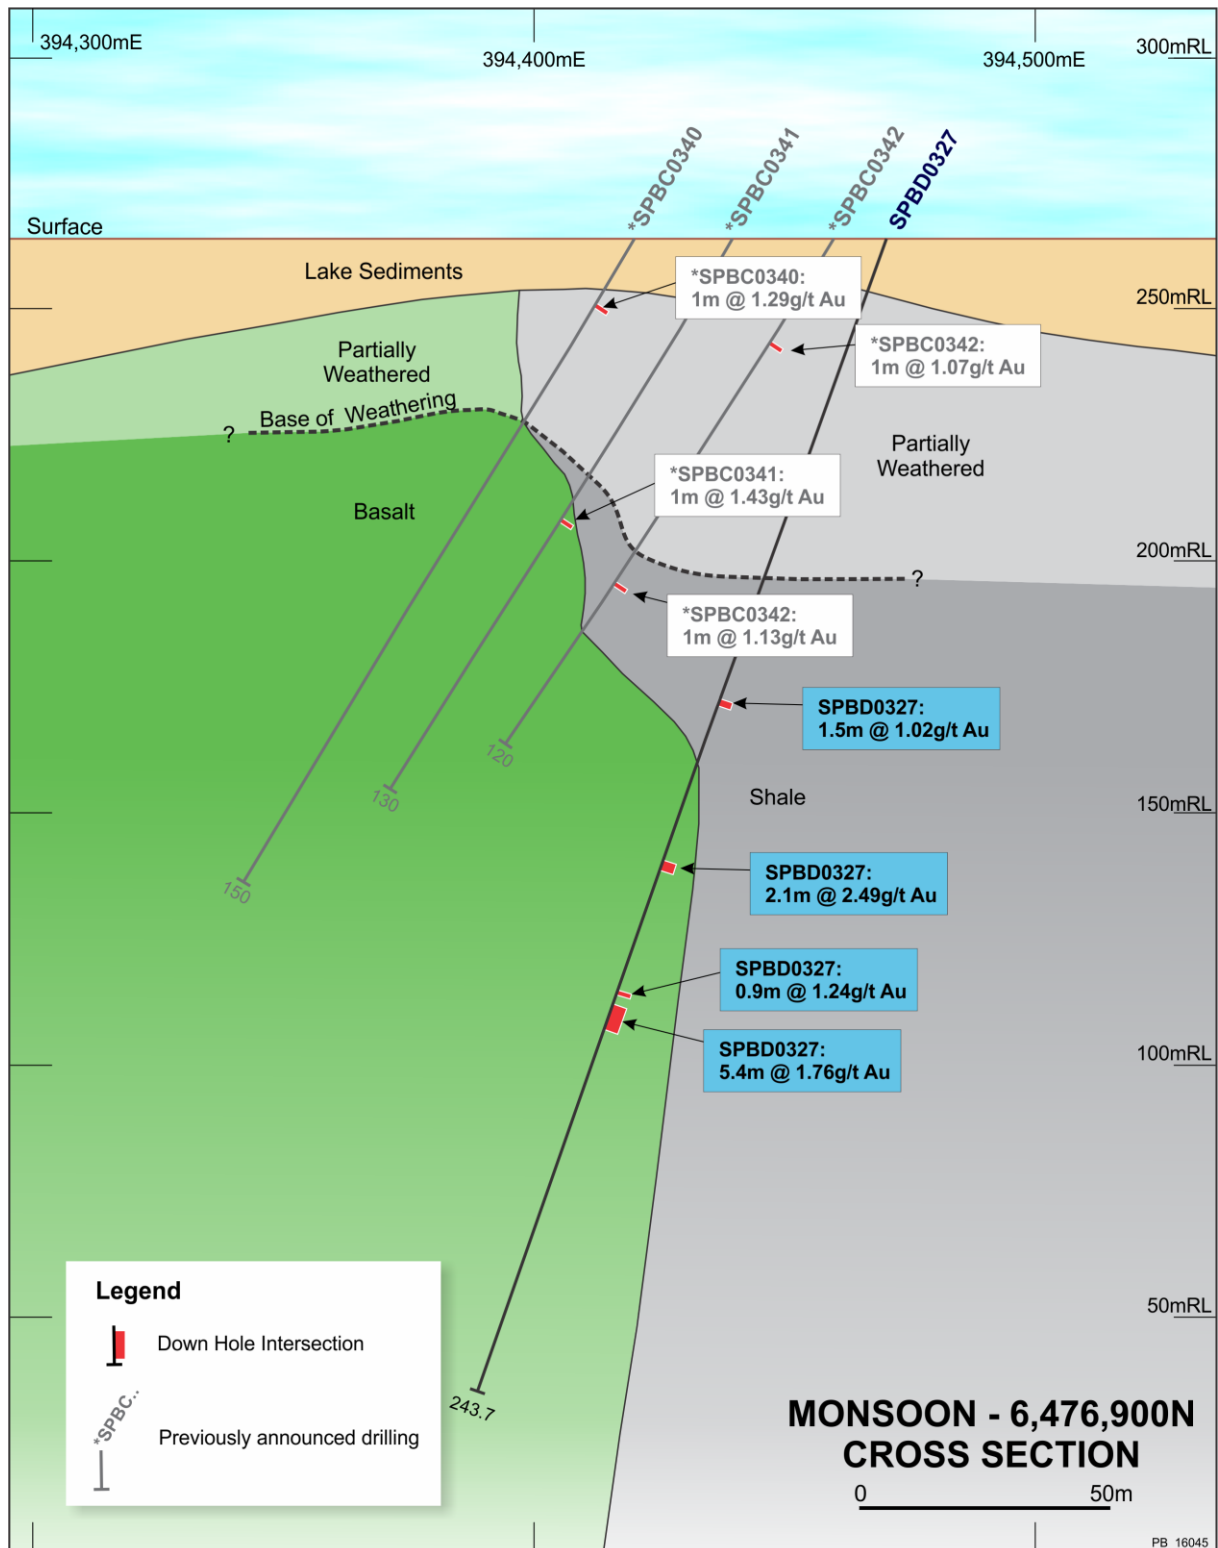 394,300mE
394,400mE
394,500mE
300mRL
*SPBC0340
*SPBC0341
*SPBC0342
SPBD0327
Surface
Lake Sediments
*SPBC0340:
1m @ 1.29g/t Au
250mRL
*SPBC0342:
1m @ 1.07g/t Au
Partially
Weathered
Base of Weathering
?
Partially
Weathered
*SPBC0341:
1m @ 1.43g/t Au
Basalt
200mRL
?
*SPBC0342:
1m @ 1.13g/t Au
SPBD0327:
1.5m @ 1.02g/t Au
120
130
150
Shale
150mRL
SPBD0327:
2.1m @ 2.49g/t Au
SPBD0327:
0.9m @ 1.24g/t Au
SPBD0327:
5.4m @ 1.76g/t Au
100mRL
50mRL
243.7
Legend
Down Hole Intersection
*SPBC..
Previously announced drilling
MONSOON - 6,476,900N
CROSS SECTION
0
50m
PB_16045